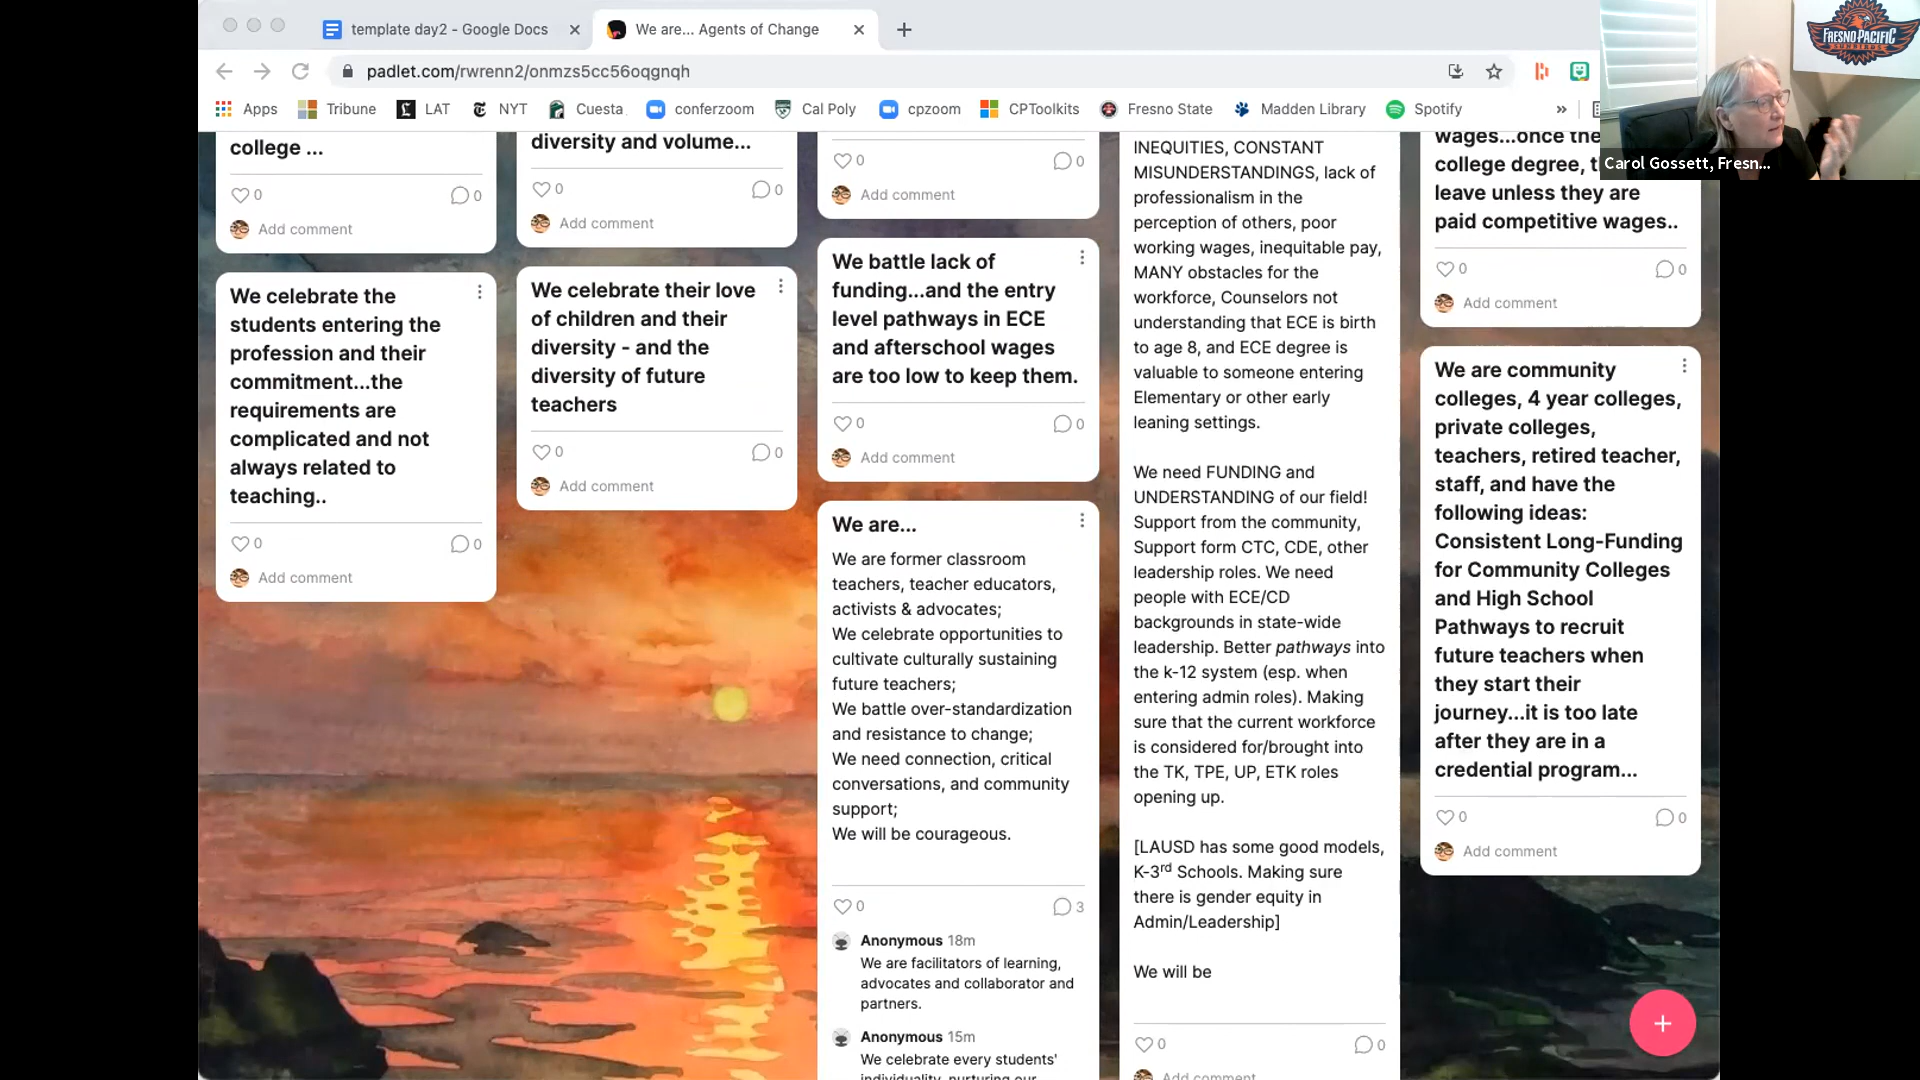 template day2 - Google Docs
We are... Agents of Change
padlet.com/rwrenn2/onmzs5cc56oqgnqh
Apps
Tribune
LAT
NYT
Cuesta
conferzoom
Cal Poly
cpzoom
CPToolkits
Fresno State
Madden Library
Spotify
»
FRESNO PACIFIC
SUNBIRDS
Carol Gossett, Fresn...
college ...
0
0
Add comment
We celebrate the
students entering the
profession and their
commitment...the
requirements are
complicated and not
always related to
teaching..
0
0
Add comment
diversity and volume...
0
0
Add comment
We celebrate their love
of children and their
diversity - and the
diversity of future
teachers
0
0
Add comment
0
0
Add comment
We battle lack of
funding...and the entry
level pathways in ECE
and afterschool wages
are too low to keep them.
0
0
Add comment
We are...
We are former classroom
teachers, teacher educators,
activists & advocates;
We celebrate opportunities to
cultivate culturally sustaining
future teachers;
We battle over-standardization
and resistance to change;
We need connection, critical
conversations, and community
support;
We will be courageous.
0
3
Anonymous 18m
We are facilitators of learning,
advocates and collaborator and
partners.
Anonymous 15m
We celebrate every students'
individuality, nurturing our
INEQUITIES, CONSTANT
MISUNDERSTANDINGS, lack of
professionalism in the
perception of others, poor
working wages, inequitable pay,
MANY obstacles for the
workforce, Counselors not
understanding that ECE is birth
to age 8, and ECE degree is
valuable to someone entering
Elementary or other early
leaning settings.
We need FUNDING and
UNDERSTANDING of our field!
Support from the community,
Support form CTC, CDE, other
leadership roles. We need
people with ECE/CD
backgrounds in state-wide
leadership. Better pathways into
the k-12 system (esp. when
entering admin roles). Making
sure that the current workforce
is considered for/brought into
the TK, TPE, UP, ETK roles
opening up.
[LAUSD has some good models,
K-3rd Schools. Making sure
there is gender equity in
Admin/Leadership]
We will be
0
0
Add comment
wages...once the
college degree, t
leave unless they are
paid competitive wages..
0
0
Add comment
We are community
colleges, 4 year colleges,
private colleges,
teachers, retired teacher,
staff, and have the
following ideas:
Consistent Long-Funding
for Community Colleges
and High School
Pathways to recruit
future teachers when
they start their
journey...it is too late
after they are in a
credential program...
0
0
Add comment